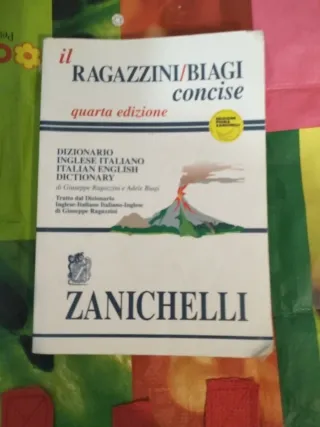 il
RAGAZZINI/BIAGI
concise
quarta edizione
DIZIONARIO
INGLESE ITALIANO
ITALIAN ENGLISH
DICTIONARY
di Giuseppe Ragazzini e Adele Biagi
Tratto dal Dizionario
Inglese-Italiano Italiano-Inglese
di Giuseppe Ragazzini
ZANICHELLI